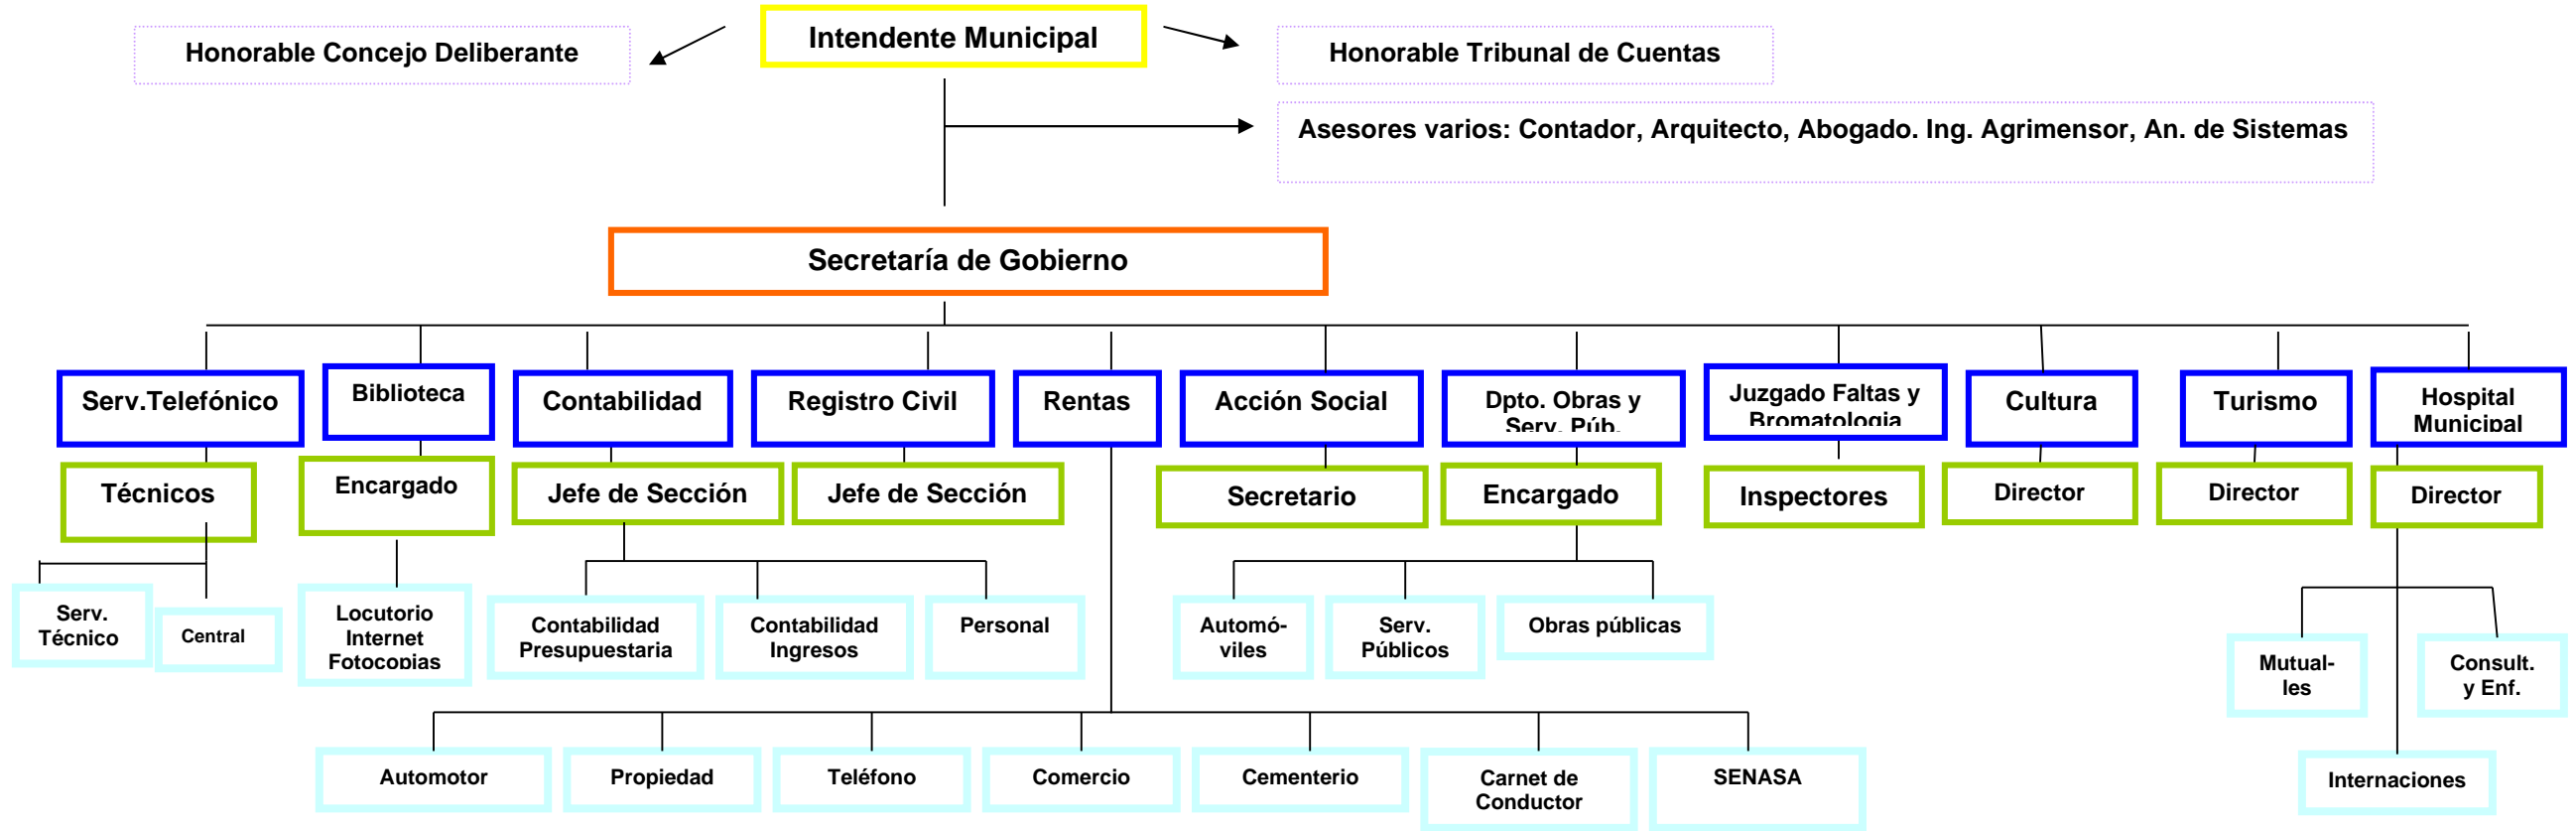 Intendente Municipal
Honorable Concejo Deliberante
Honorable Tribunal de Cuentas
Asesores varios: Contador, Arquitecto, Abogado. Ing. Agrimensor, An. de Sistemas
Secretaría de Gobierno
Serv.Telefónico
Biblioteca
Contabilidad
Registro Civil
Rentas
Acción Social
Dpto. Obras y
Serv. Púb.
Juzgado Faltas y
Bromatologia
Cultura
Turismo
Hospital
Municipal
Técnicos
Encargado
Jefe de Sección
Jefe de Sección
Secretario
Encargado
Inspectores
Director
Director
Director
Serv.
Técnico
Central
Locutorio
Internet
Fotocopias
Contabilidad
Presupuestaria
Contabilidad
Ingresos
Personal
Automó-
viles
Serv.
Públicos
Obras públicas
Mutual-
les
Consult.
y Enf.
Automotor
Propiedad
Teléfono
Comercio
Cementerio
Carnet de
Conductor
SENASA
Internaciones